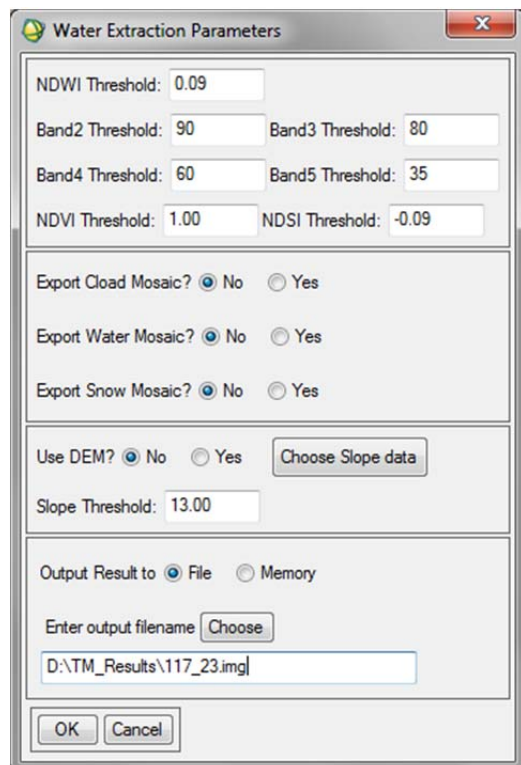 Water Extraction Parameters
NDWI Threshold: 0.09
Band2 Threshold: 90 Band3 Threshold: 80
Band4 Threshold: 60 Band5 Threshold: 35
NDVI Threshold: 1.00 NDSI Threshold: -0.09
Export Cload Mosaic? No Yes
Export Water Mosaic? No Yes
Export Snow Mosaic? No Yes
Use DEM? No Yes Choose Slope data
Slope Threshold: 13.00
Output Result to File Memory
Enter output filename Choose
D:\TM_Results\117_23.img
OK Cancel